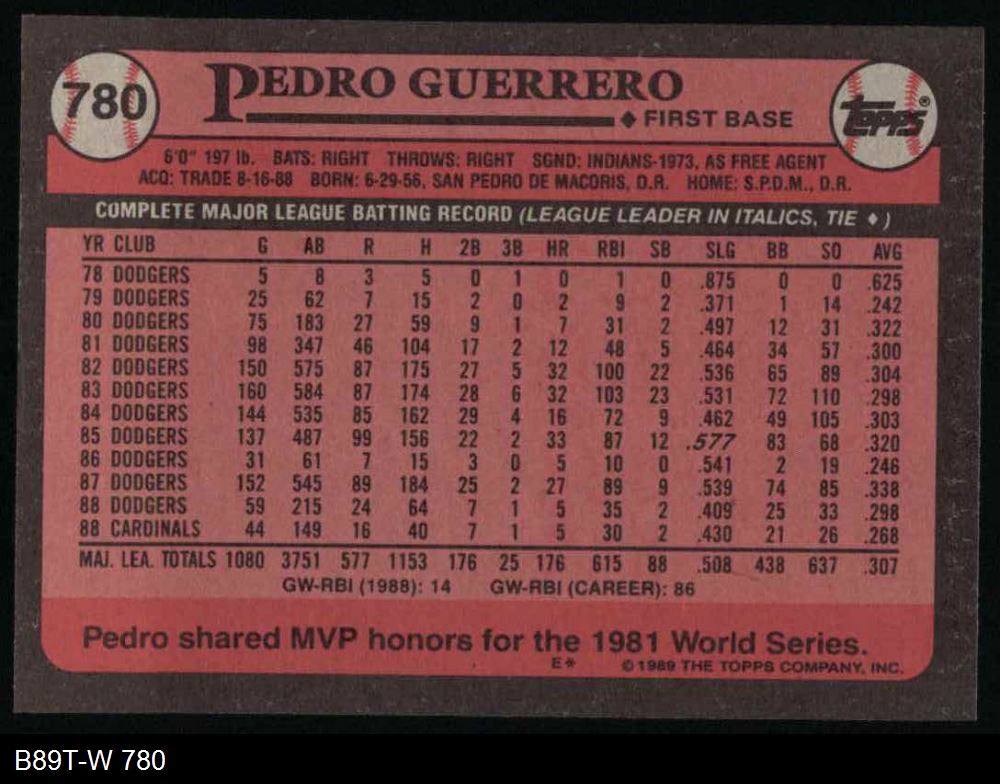 780
PEDRO GUERRERO
♦ FIRST BASE
TOPPS®
6'0" 197 lb. BATS: RIGHT THROWS: RIGHT SGND: INDIANS-1973, AS FREE AGENT
ACQ: TRADE 8-16-88 BORN: 6-29-56, SAN PEDRO DE MACORIS, D.R. HOME: S.P.D.M., D.R.
COMPLETE MAJOR LEAGUE BATTING RECORD (LEAGUE LEADER IN ITALICS, TIE ♦)
YR CLUB G AB R H 2B 3B HR RBI SB SLG BB SO AVG
78 DODGERS 5 8 3 5 0 1 0 1 0 .875 0 0 .625
79 DODGERS 25 62 7 15 2 0 2 9 2 .371 1 14 .242
80 DODGERS 75 183 27 59 9 1 7 31 2 .497 12 31 .322
81 DODGERS 98 347 46 104 17 2 12 48 5 .464 34 57 .300
82 DODGERS 150 575 87 175 27 5 32 100 22 .536 65 89 .304
83 DODGERS 160 584 87 174 28 6 32 103 23 .531 72 110 .298
84 DODGERS 144 535 85 162 29 4 16 72 9 .462 49 105 .303
85 DODGERS 137 487 99 156 22 2 33 87 12 .577 83 68 .320
86 DODGERS 31 61 7 15 3 0 5 10 0 .541 2 19 .246
87 DODGERS 152 545 89 184 25 2 27 89 9 .539 74 85 .338
88 DODGERS 59 215 24 64 7 1 5 35 2 .409 25 33 .298
88 CARDINALS 44 149 16 40 7 1 5 30 2 .430 21 26 .268
MAJ. LEA. TOTALS 1080 3751 577 1153 176 25 176 615 88 .508 438 637 .307
GW-RBI (1988): 14 GW-RBI (CAREER): 86
Pedro shared MVP honors for the 1981 World Series.
E* ©1989 THE TOPPS COMPANY, INC.
B89T-W 780